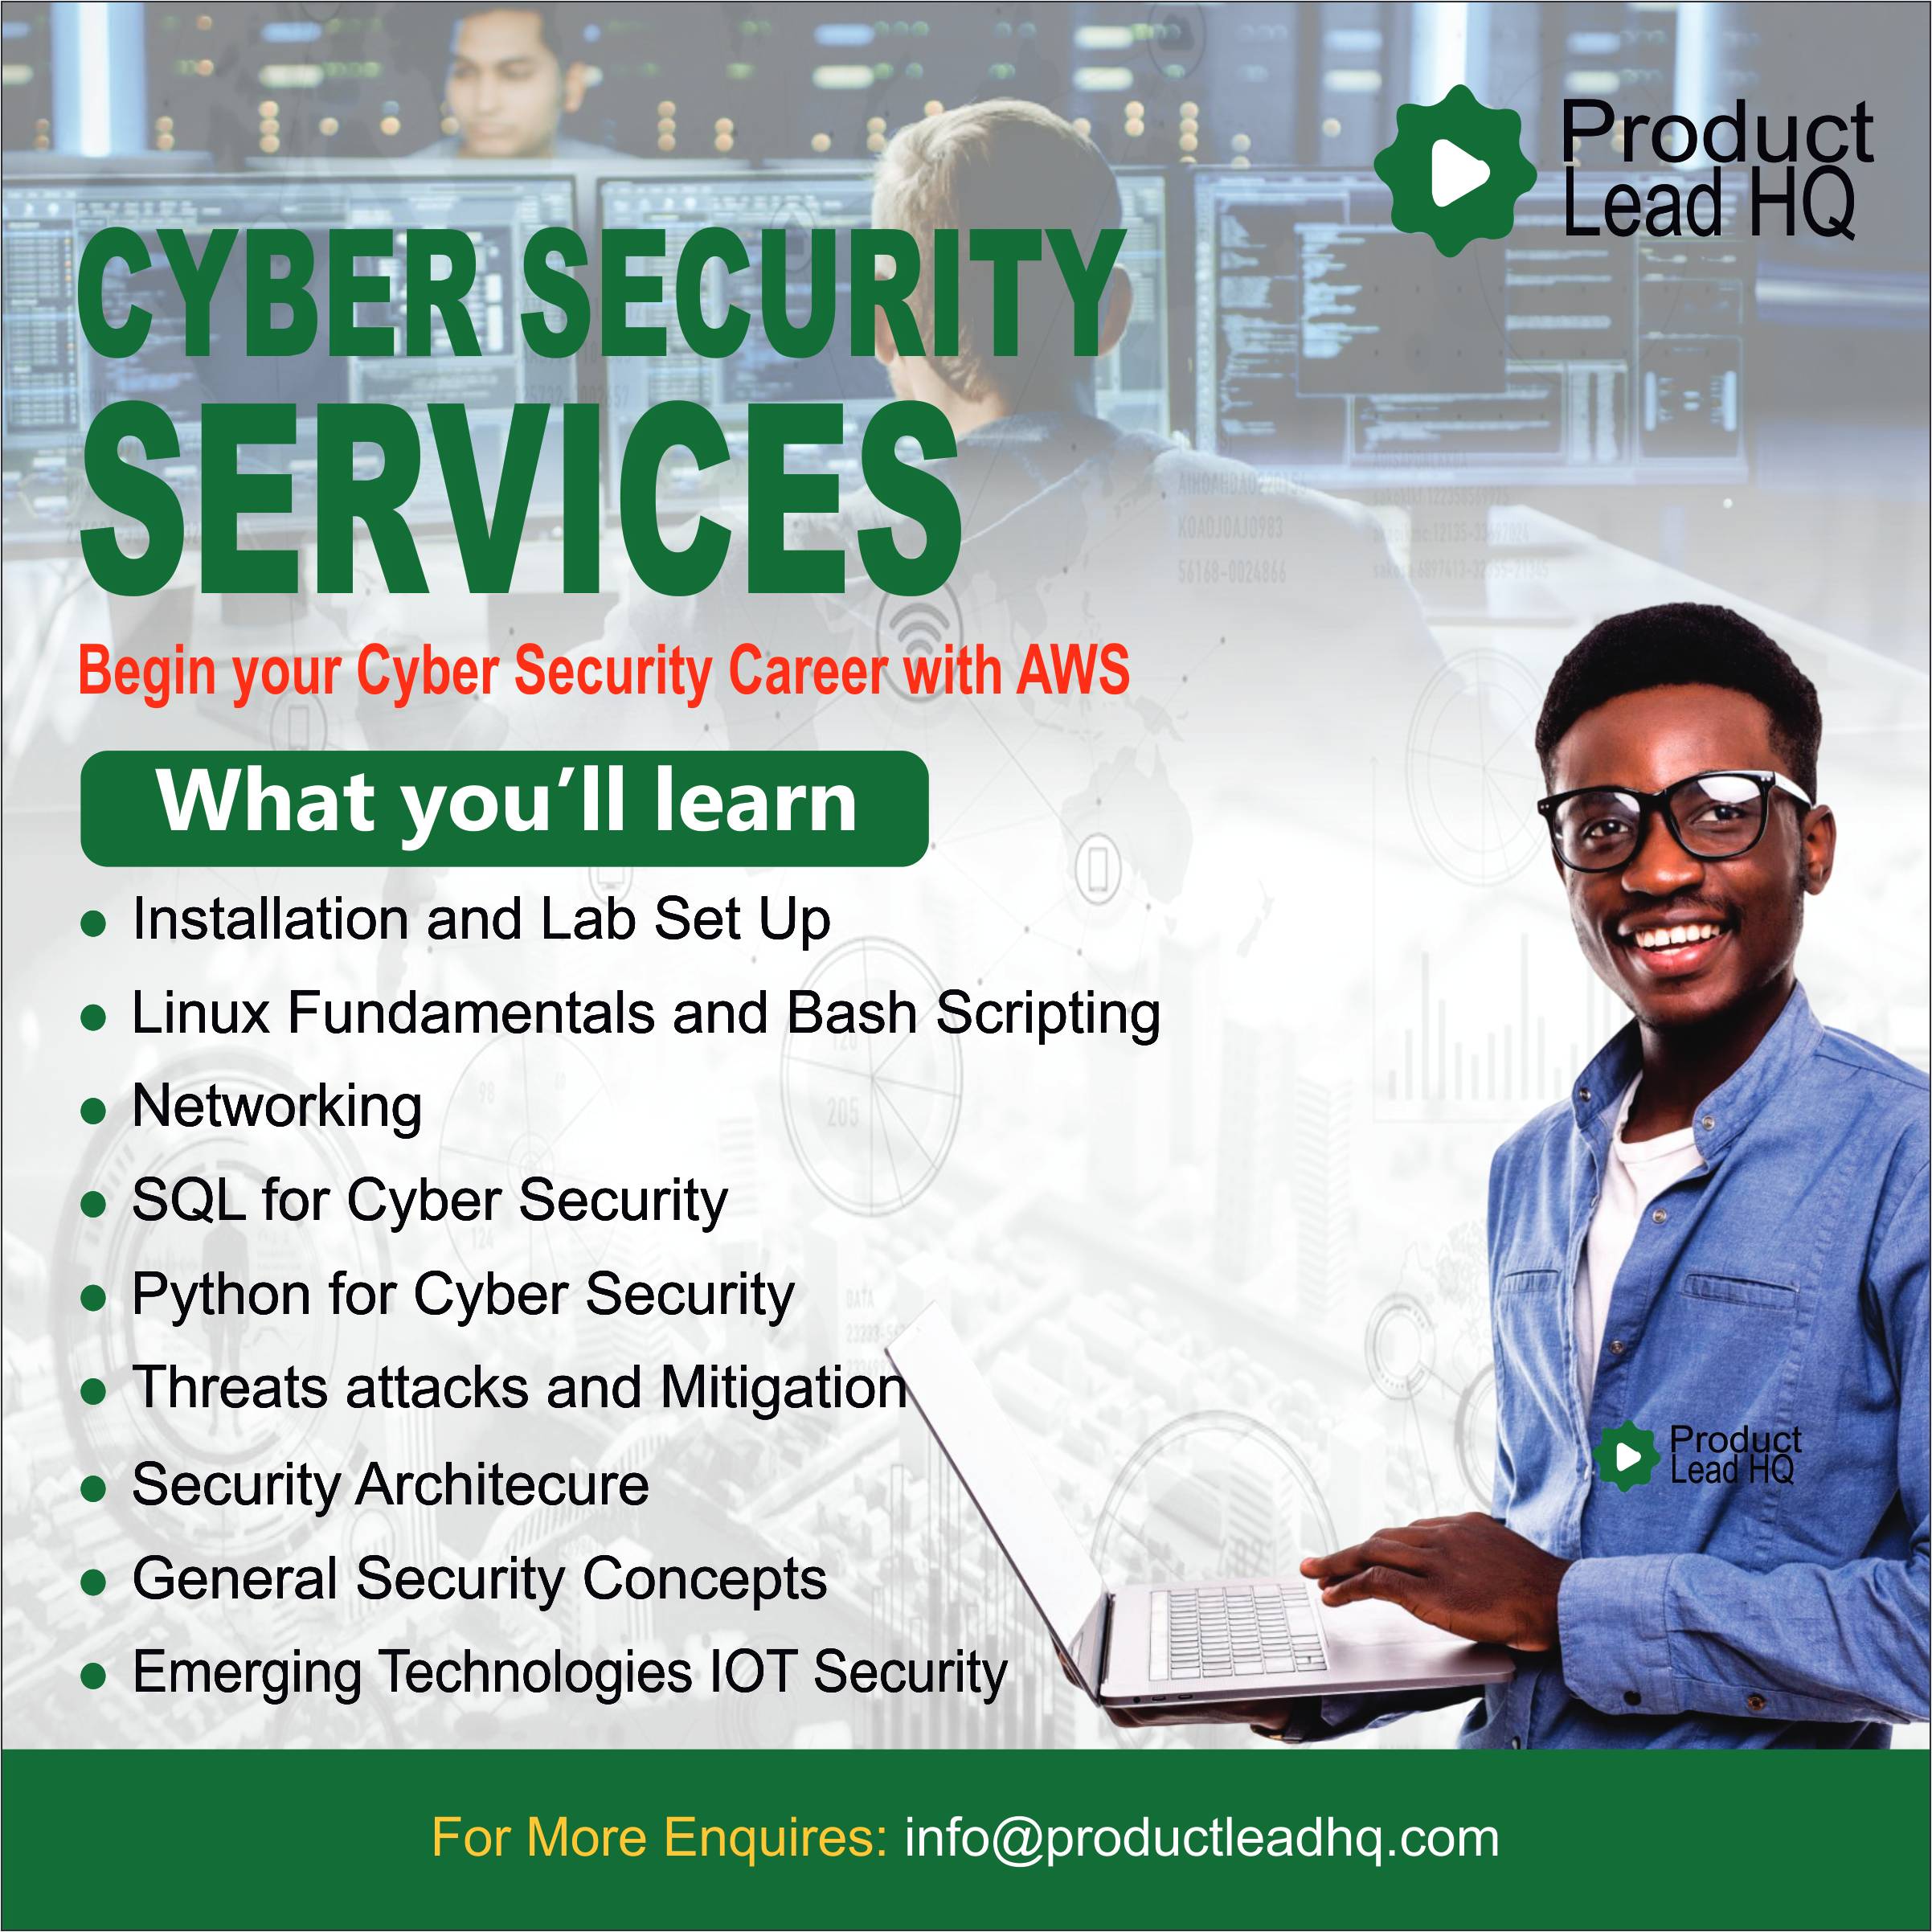 Product
Lead HQ
CYBER SECURITY
SERVICES
Begin your Cyber Security Career with AWS
What you'll learn
Installation and Lab Set Up
Linux Fundamentals and Bash Scripting
Networking
SQL for Cyber Security
Python for Cyber Security
Threats attacks and Mitigation
Security Architecure
General Security Concepts
Emerging Technologies IOT Security
Product
Lead HQ
For More Enquires: info@productleadhq.com